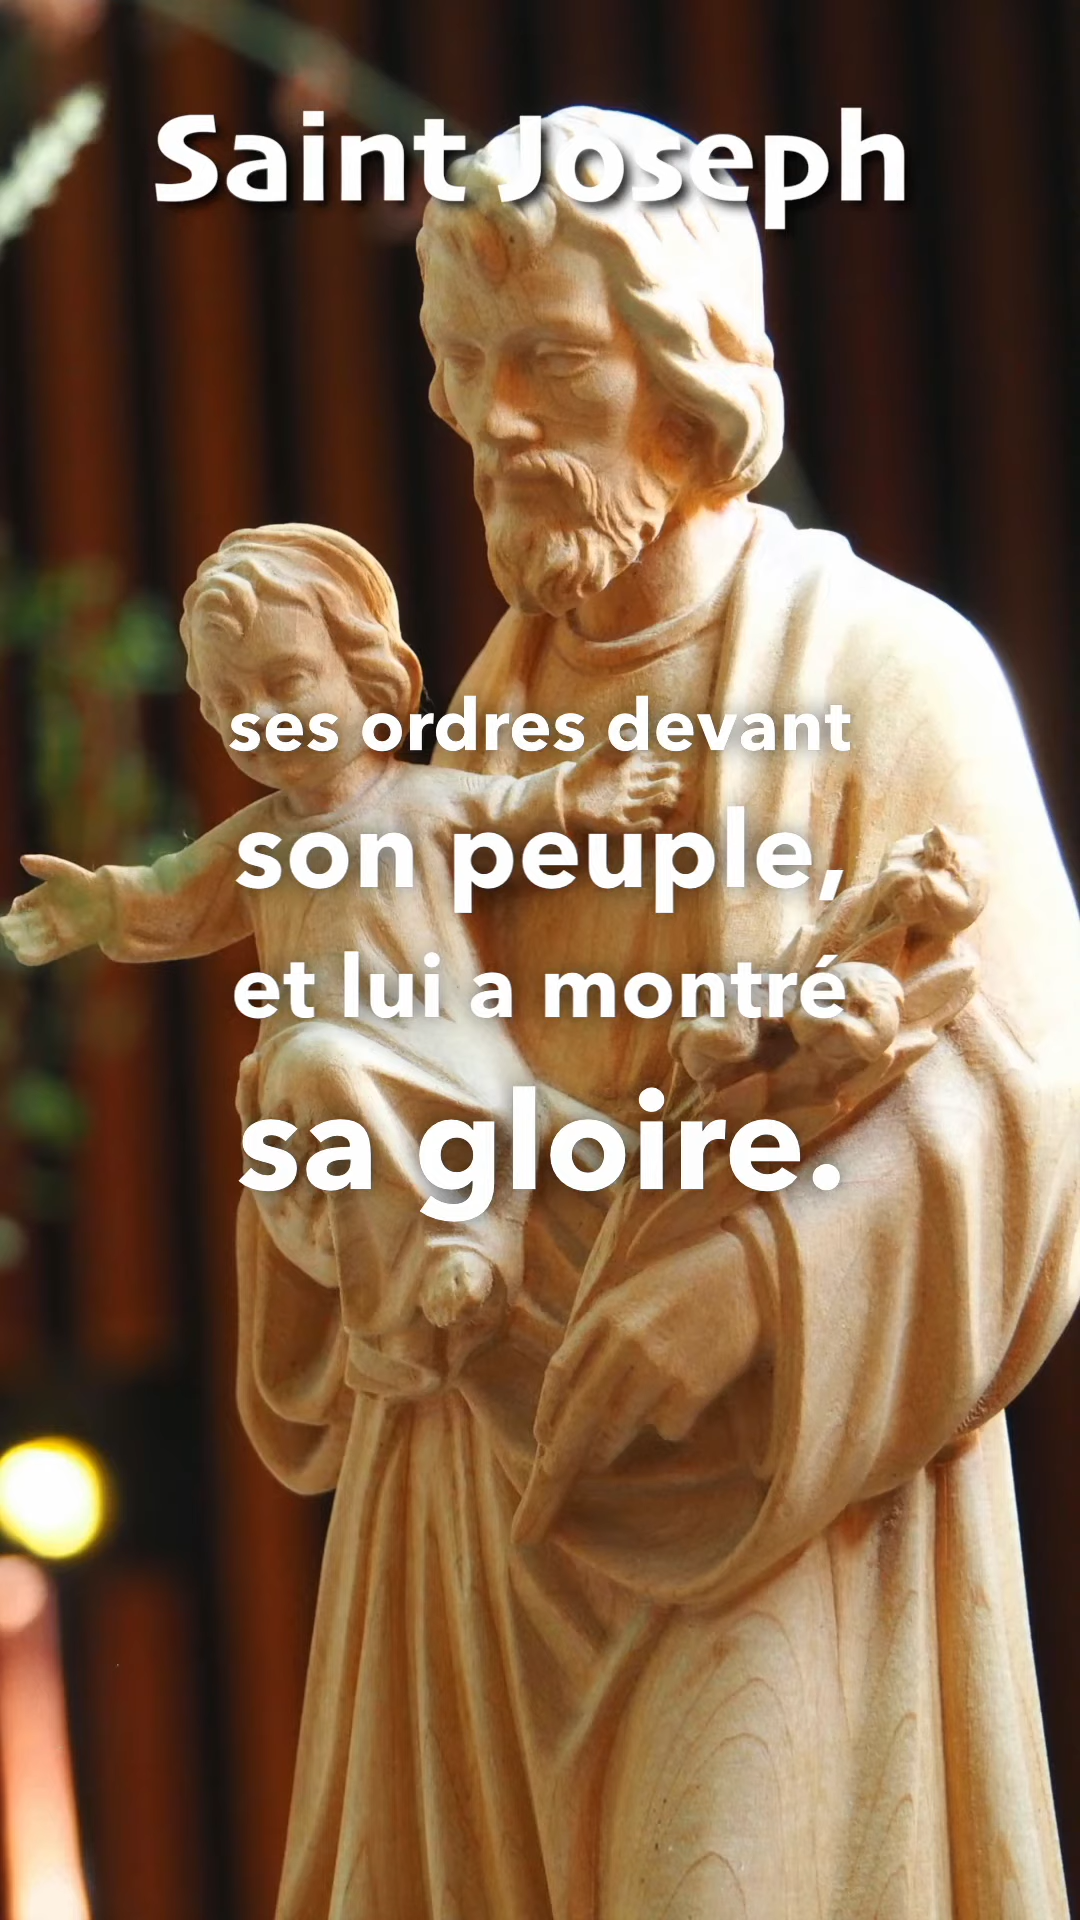 Saint Joseph
ses ordres devant
son peuple,
et lui a montré
sa gloire.